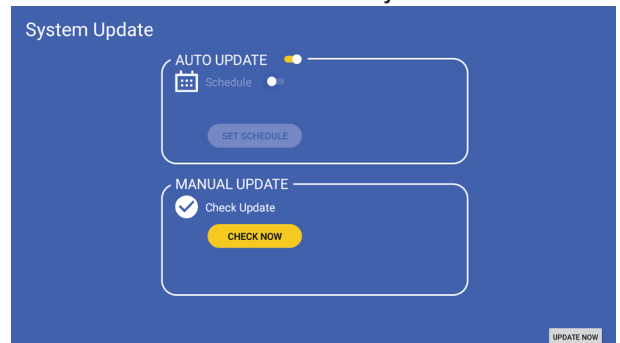 System Update
AUTO UPDATE
Schedule
SET SCHEDULE
MANUAL UPDATE
Check Update
CHECK NOW
UPDATE NOW